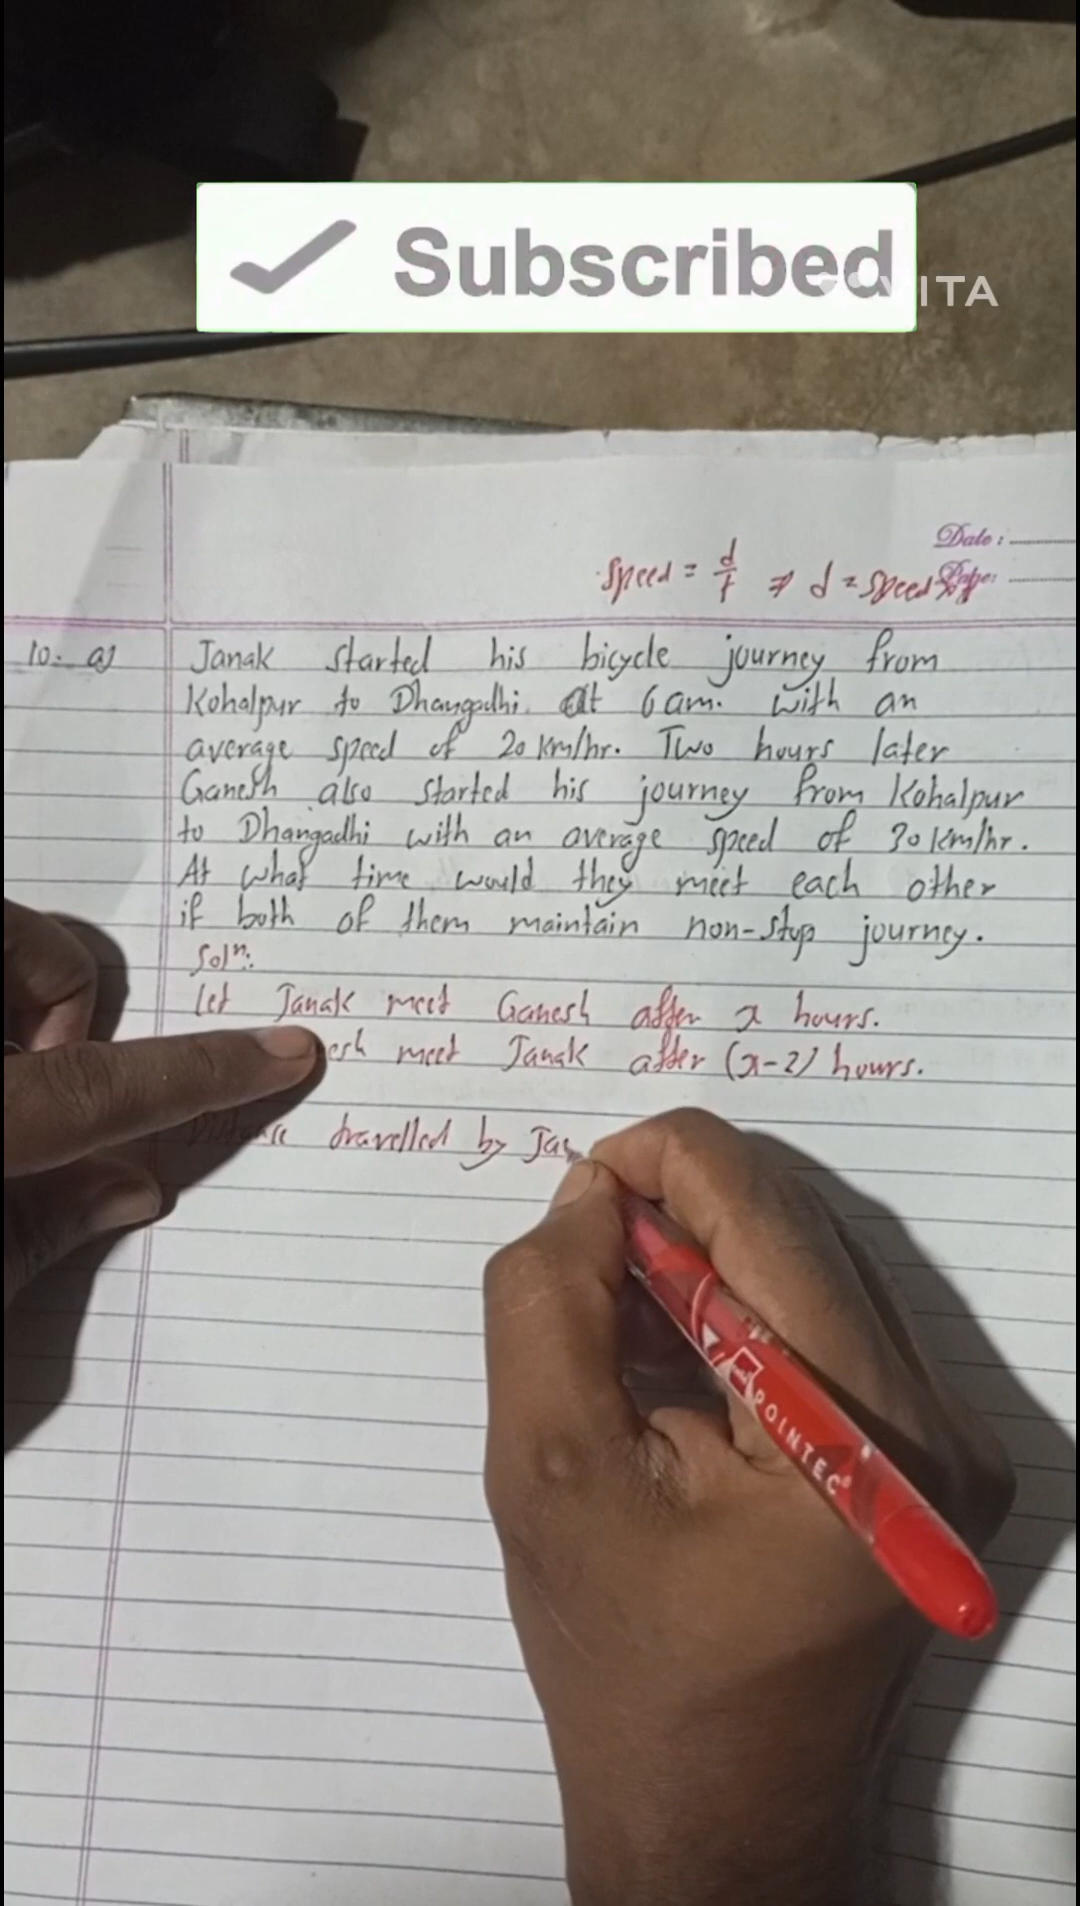 Subscribed
VITA
Date :
speed = d/t ⇒ d = speed × t
Page:
10. a) Janak started his bicycle journey from
Kohalpur to Dhangadhi at 6 am. with an
average speed of 20 km/hr. Two hours later
Ganesh also started his journey from Kohalpur
to Dhangadhi with an average speed of 30 km/hr.
At what time would they meet each other
if both of them maintain non-stop journey.
Solⁿ:
Let Janak meet Ganesh after x hours.
esh meet Janak after (x-2) hours.
travelled by Jan
POINTEC